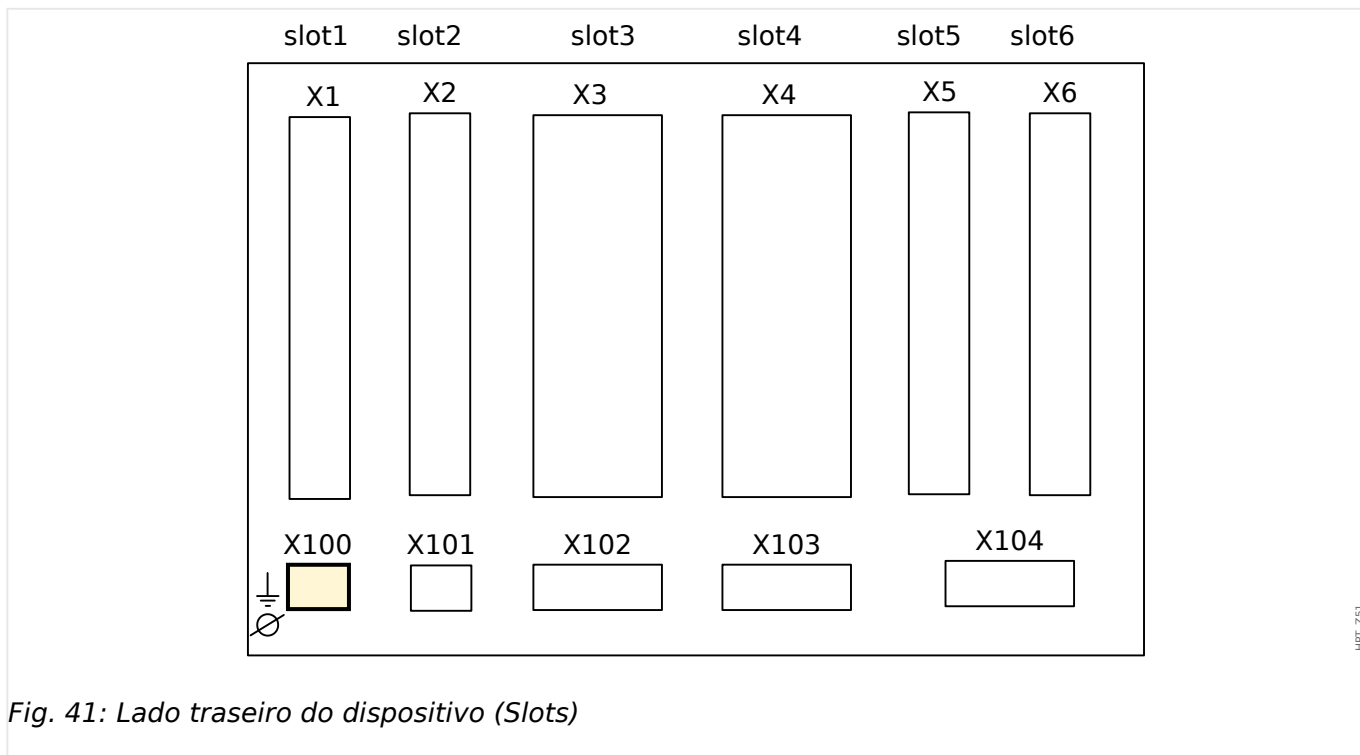 slot1 slot2 slot3 slot4 slot5 slot6
X1 X2 X3 X4 X5 X6
X100 X101 X102 X103 X104
Fig. 41: Lado traseiro do dispositivo (Slots)